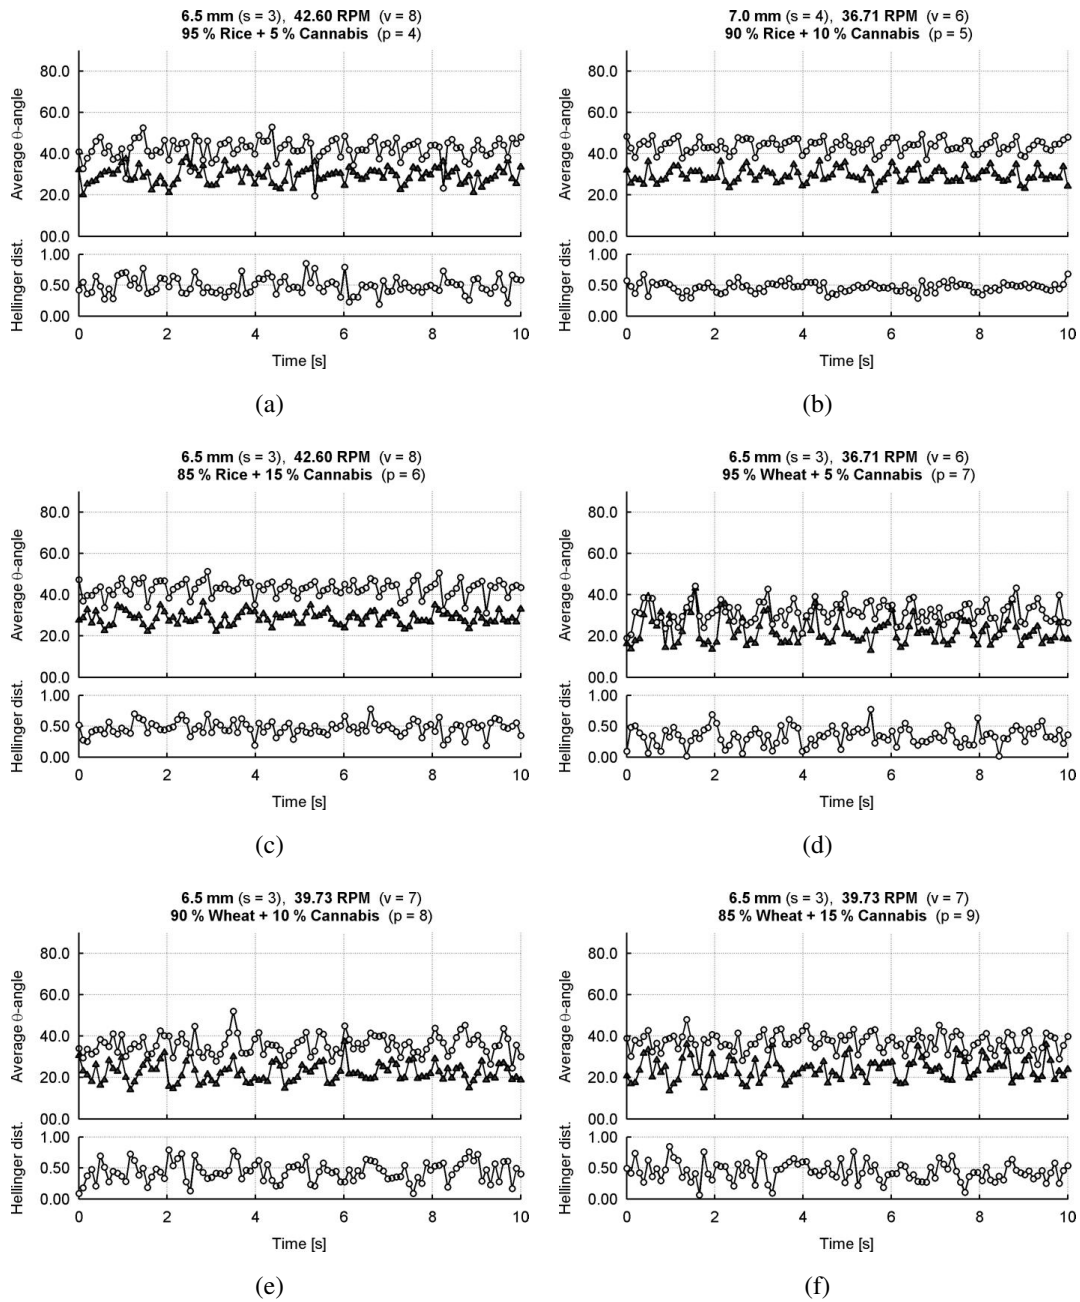 6.5 mm (s = 3), 42.60 RPM (v = 8)
95 % Rice + 5 % Cannabis (p = 4)
Average θ-angle
80.0
60.0
40.0
20.0
00.0
Hellinger dist.
1.00
0.50
0.00
0 2 4 6 8 10
Time [s]
(a)
7.0 mm (s = 4), 36.71 RPM (v = 6)
90 % Rice + 10 % Cannabis (p = 5)
Average θ-angle
80.0
60.0
40.0
20.0
00.0
Hellinger dist.
1.00
0.50
0.00
0 2 4 6 8 10
Time [s]
(b)
6.5 mm (s = 3), 42.60 RPM (v = 8)
85 % Rice + 15 % Cannabis (p = 6)
Average θ-angle
80.0
60.0
40.0
20.0
00.0
Hellinger dist.
1.00
0.50
0.00
0 2 4 6 8 10
Time [s]
(c)
6.5 mm (s = 3), 36.71 RPM (v = 6)
95 % Wheat + 5 % Cannabis (p = 7)
Average θ-angle
80.0
60.0
40.0
20.0
00.0
Hellinger dist.
1.00
0.50
0.00
0 2 4 6 8 10
Time [s]
(d)
6.5 mm (s = 3), 39.73 RPM (v = 7)
90 % Wheat + 10 % Cannabis (p = 8)
Average θ-angle
80.0
60.0
40.0
20.0
00.0
Hellinger dist.
1.00
0.50
0.00
0 2 4 6 8 10
Time [s]
(e)
6.5 mm (s = 3), 39.73 RPM (v = 7)
85 % Wheat + 15 % Cannabis (p = 9)
Average θ-angle
80.0
60.0
40.0
20.0
00.0
Hellinger dist.
1.00
0.50
0.00
0 2 4 6 8 10
Time [s]
(f)